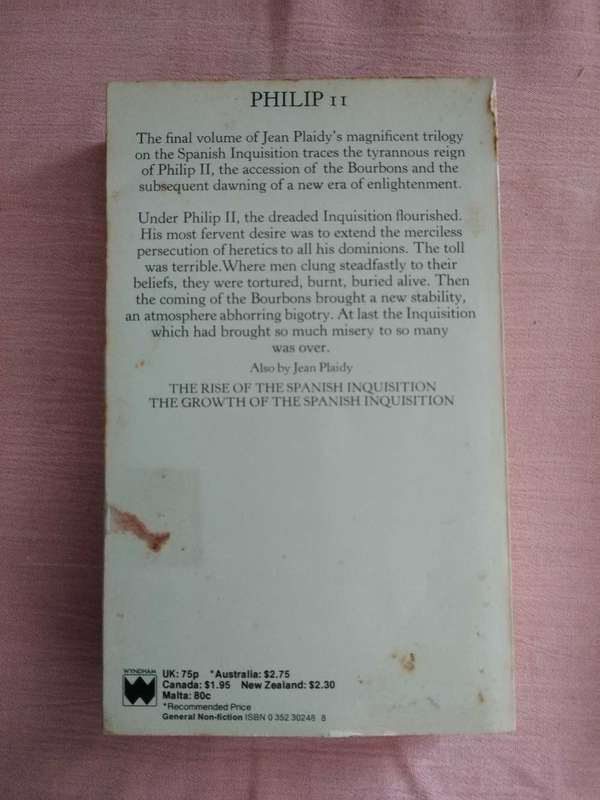 PHILIP II
The final volume of Jean Plaidy's magnificent trilogy
on the Spanish Inquisition traces the tyrannous reign
of Philip II, the accession of the Bourbons and the
subsequent dawning of a new era of enlightenment.
Under Philip II, the dreaded Inquisition flourished.
His most fervent desire was to extend the merciless
persecution of heretics to all his dominions. The toll
was terrible.Where men clung steadfastly to their
beliefs, they were tortured, burnt, buried alive. Then
the coming of the Bourbons brought a new stability,
an atmosphere abhorring bigotry. At last the Inquisition
which had brought so much misery to so many
was over.
Also by Jean Plaidy
THE RISE OF THE SPANISH INQUISITION
THE GROWTH OF THE SPANISH INQUISITION
WYNDHAM
UK: 75p *Australia: $2.75
Canada: $1.95 New Zealand: $2.30
Malta: 80c
*Recommended Price
General Non-fiction ISBN 0 352 30248 8